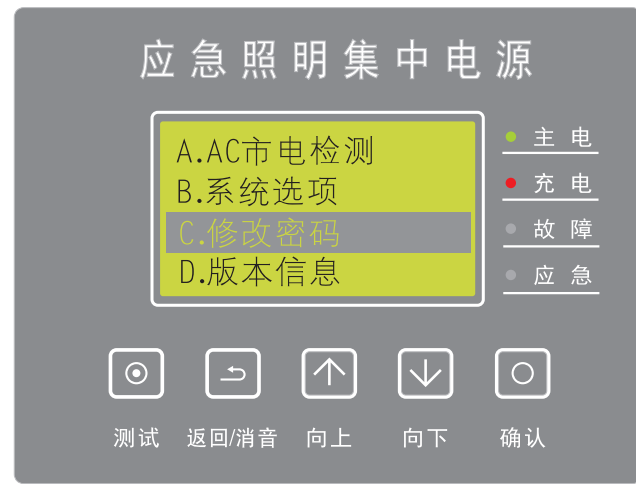 应急照明集中电源
A.AC市电检测
B.系统选项
C.修改密码
D.版本信息
主电
充电
故障
应急
测试
返回/消音
向上
向下
确认